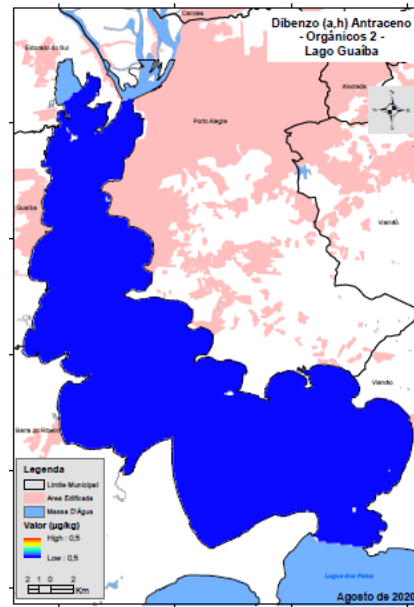 Dibenzo (a,h) Antraceno
- Orgânicos 2 -
Lago Guaíba
Canoas
Eldorado do Sul
Alvorada
Porto Alegre
Guaíba
Viamão
Viamão
Barra do Ribeiro
Legenda
Limite Municipal
Área Edificada
Massa D'Água
Valor (µg/kg)
High : 0,5
Low : 0,5
2 1 0 2
Km
Lagoa dos Patos
Agosto de 2020